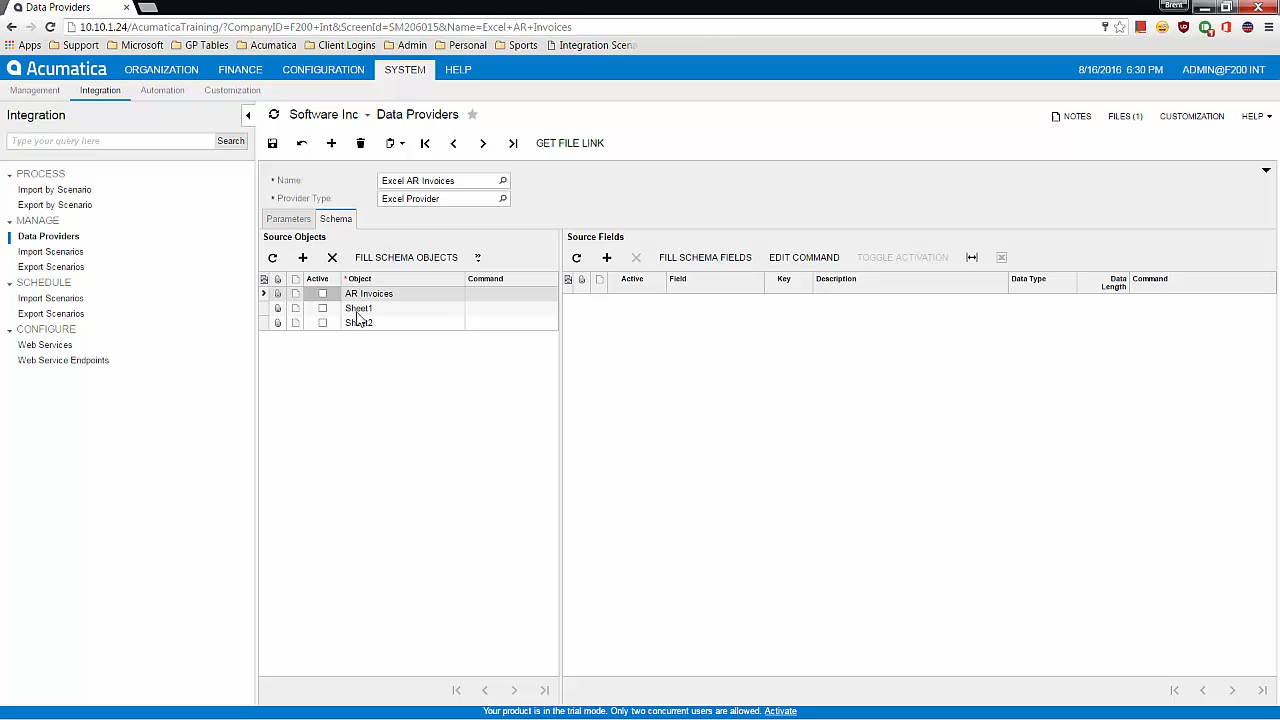 Data Providers
Brent
10.10.1.24/AcumaticaTraining/?CompanyID=F200+Int&ScreenId=SM206015&Name=Excel+AR+Invoices
Apps Support Microsoft GP Tables Acumatica Client Logins Admin Personal Sports Integration Scena
Acumatica ORGANIZATION FINANCE CONFIGURATION SYSTEM HELP 8/16/2016 6:30 PM ADMIN@F200 INT
Management Integration Automation Customization
Integration
Software Inc Data Providers NOTES FILES (1) CUSTOMIZATION HELP
Type your query here Search
GET FILE LINK
PROCESS
Import by Scenario
Export by Scenario
MANAGE
Data Providers
Import Scenarios
Export Scenarios
SCHEDULE
Import Scenarios
Export Scenarios
CONFIGURE
Web Services
Web Service Endpoints
* Name: Excel AR Invoices
* Provider Type: Excel Provider
Parameters Schema
Source Objects
FILL SCHEMA OBJECTS
Active * Object Command
AR Invoices
Sheet1
Source Fields
FILL SCHEMA FIELDS EDIT COMMAND TOGGLE ACTIVATION
Active Field Key Description Data Type Data Length Command
Your product is in the trial mode. Only two concurrent users are allowed. Activate